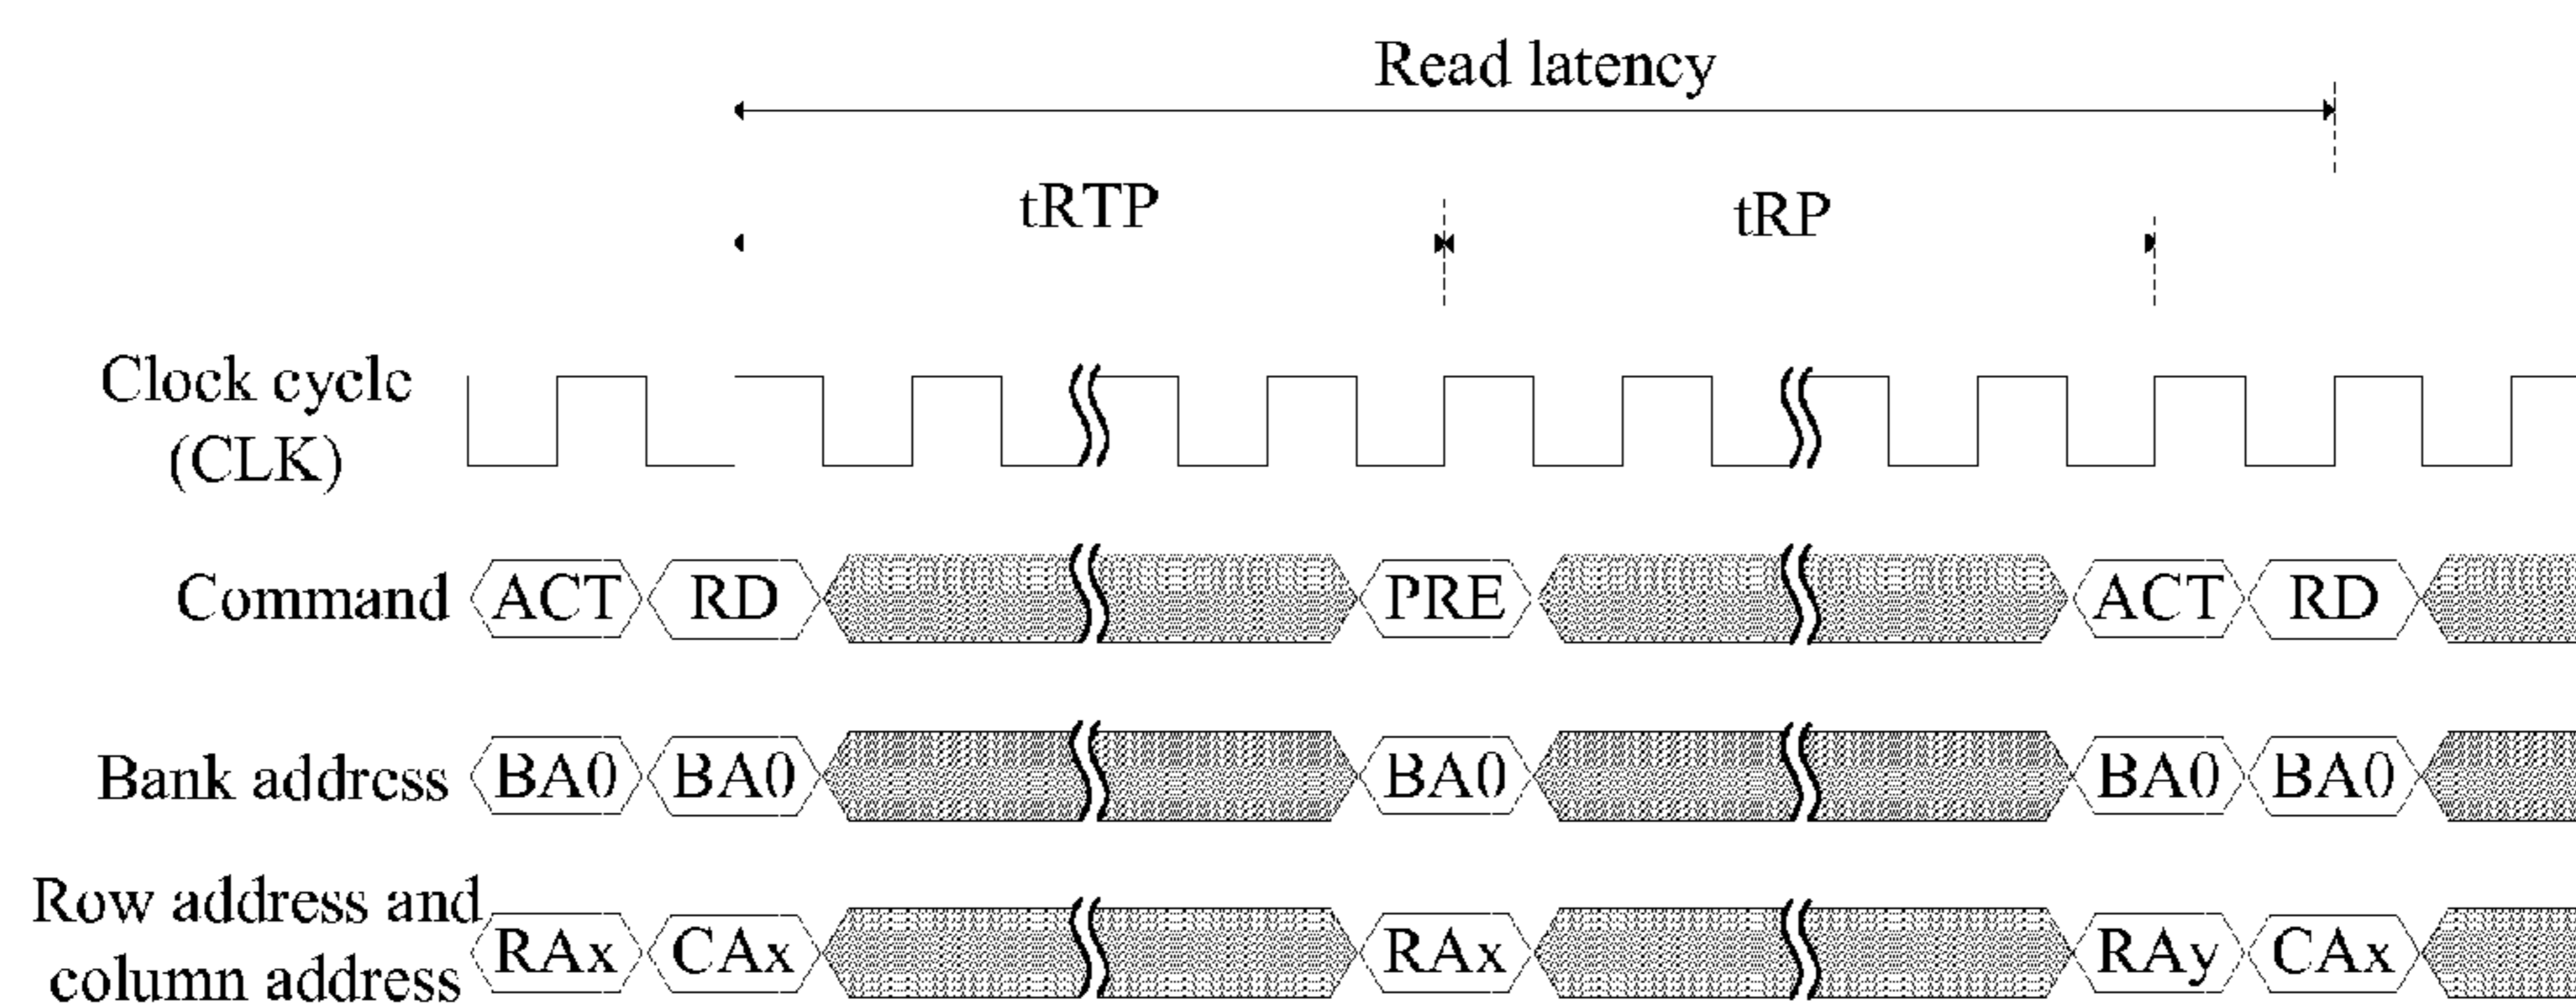 Read latency
tRTP tRP
Clock cycle
(CLK)
Command ACT RD PRE ACT RD
Bank address BA0 BA0 BA0 BA0 BA0
Row address and
column address RAx CAx RAx RAy CAx